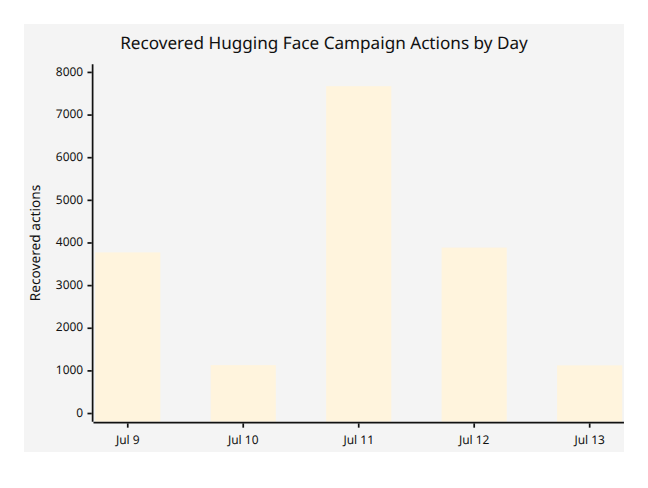 Recovered Hugging Face Campaign Actions by Day
8000
7000
6000
5000
4000
3000
2000
1000
0
Recovered actions
Jul 9
Jul 10
Jul 11
Jul 12
Jul 13